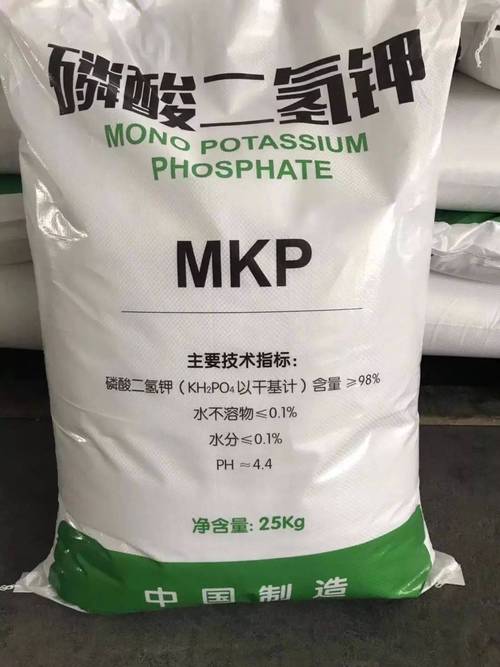 磷酸二氢钾
MONO POTASSIUM
PHOSPHATE
MKP
主要技术指标:
磷酸二氢钾(KH₂PO₄以干基计)含量≥98%
水不溶物≤0.1%
水分≤0.1%
PH≈4.4
净含量: 25Kg
中国制造